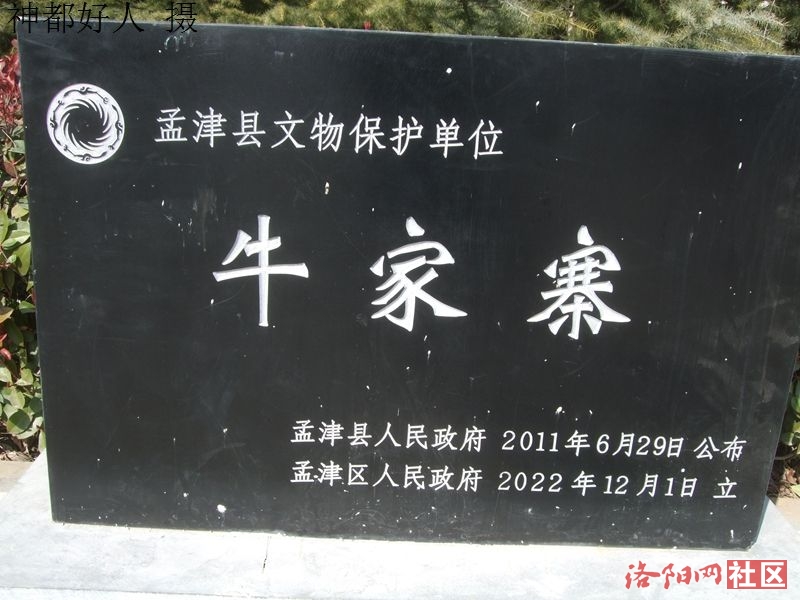 神都好人 摄
孟津县文物保护单位
牛家寨
孟津县人民政府 2011年6月29日 公布
孟津区人民政府 2022年12月1日 立
洛阳网社区